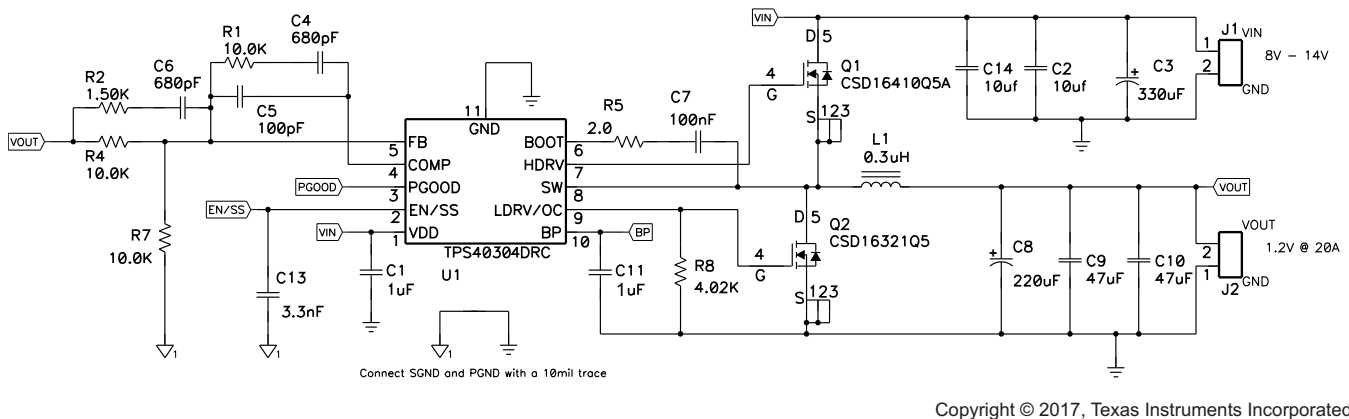 C4
680pF
R1
10.0K
C6
680pF
R2
1.50K
C5
100pF
VOUT
R4
10.0K
R7
10.0K
PGOOD
EN/SS
VIN
C13
3.3nF
C1
1uF
11
GND
FB
5
COMP
4
PGOOD
3
EN/SS
2
VDD
1
BOOT
6
HDRV
7
SW
8
LDRV/OC
9
BP
10
TPS40304DRC
U1
R5
2.0
C7
100nF
BP
C11
1uF
R8
4.02K
VIN
D 5
4
G
Q1
CSD16410Q5A
S 123
L1
0.3uH
D 5
4
G
Q2
CSD16321Q5
S 123
C14
10uf
C2
10uf
C3
+
330uF
J1
VIN
1
2
GND
8V – 14V
VOUT
C8
+
220uF
C9
47uF
C10
47uF
VOUT
2
1
J2
GND
1.2V @ 20A
1
1
1
Connect SGND and PGND with a 10mil trace
Copyright © 2017, Texas Instruments Incorporated